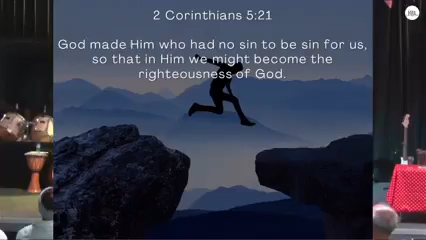 2 Corinthians 5:21
God made Him who had no sin to be sin for us,
so that in Him we might become the
righteousness of God.